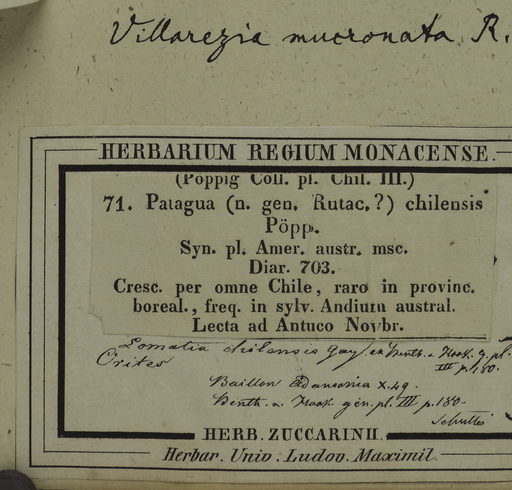 Villarezia mucronata R.
HERBARIUM REGIUM MONACENSE.
(Pöppig Coll. pl. Chil. III.)
71. Patagua (n. gen. Rutac.?) chilensis
Pöpp.
Syn. pl. Amer. austr. msc.
Diar. 703.
Cresc. per omne Chile, raro in provinc.
boreal., freq. in sylv. Andium austral.
Lecta ad Antuco Novbr.
Lomatia chilensis Gay, ex Benth. a. Hook. g. pl.
III p. 180.
Crites
Baillon Adansonia X. 49.
Benth. a. Hook gen. pl. III p. 180.
HERB. ZUCCARINII.
Herbar. Univ. Ludov. Maximil.